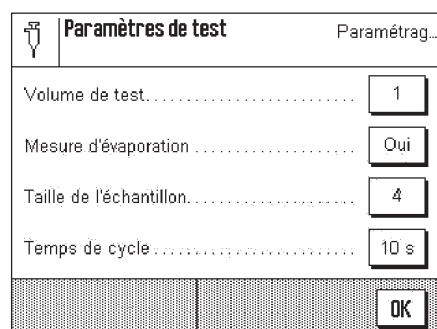 Paramètres de test Paramétrag...
Volume de test........................ 1
Mesure d'évaporation .................. Oui
Taille de l'échantillon................... 4
Temps de cycle....................... 10 s
OK